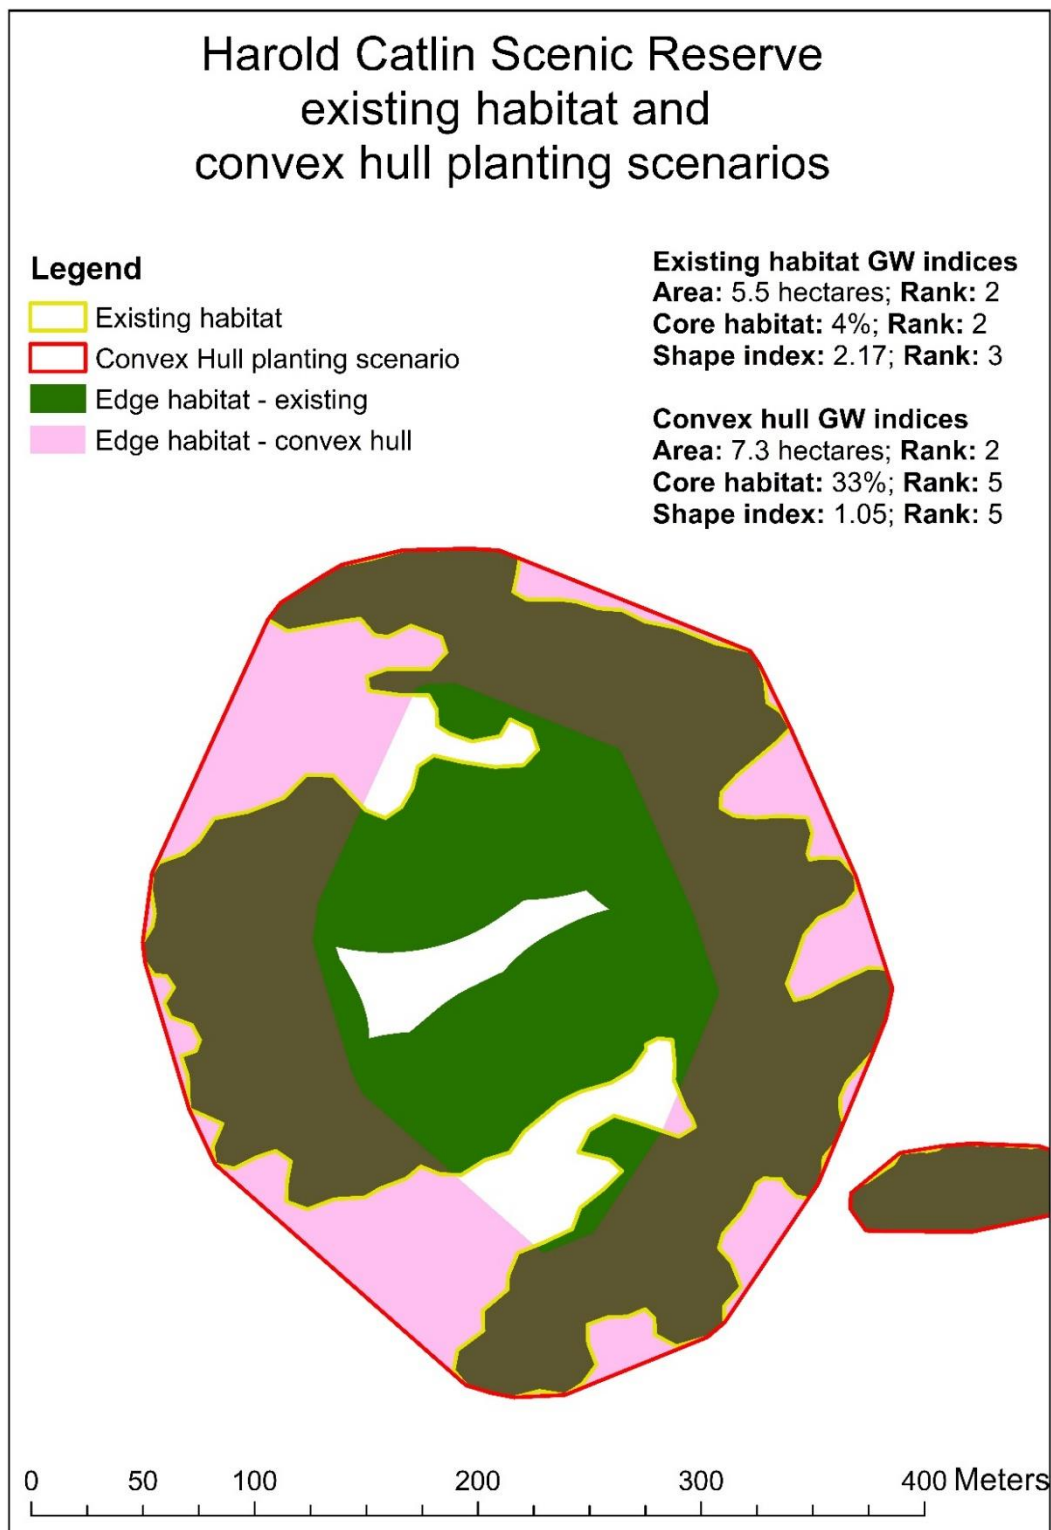 Harold Catlin Scenic Reserve
existing habitat and
convex hull planting scenarios
Legend
Existing habitat
Convex Hull planting scenario
Edge habitat - existing
Edge habitat - convex hull
Existing habitat GW indices
Area: 5.5 hectares; Rank: 2
Core habitat: 4%; Rank: 2
Shape index: 2.17; Rank: 3
Convex hull GW indices
Area: 7.3 hectares; Rank: 2
Core habitat: 33%; Rank: 5
Shape index: 1.05; Rank: 5
0 50 100 200 300 400 Meters